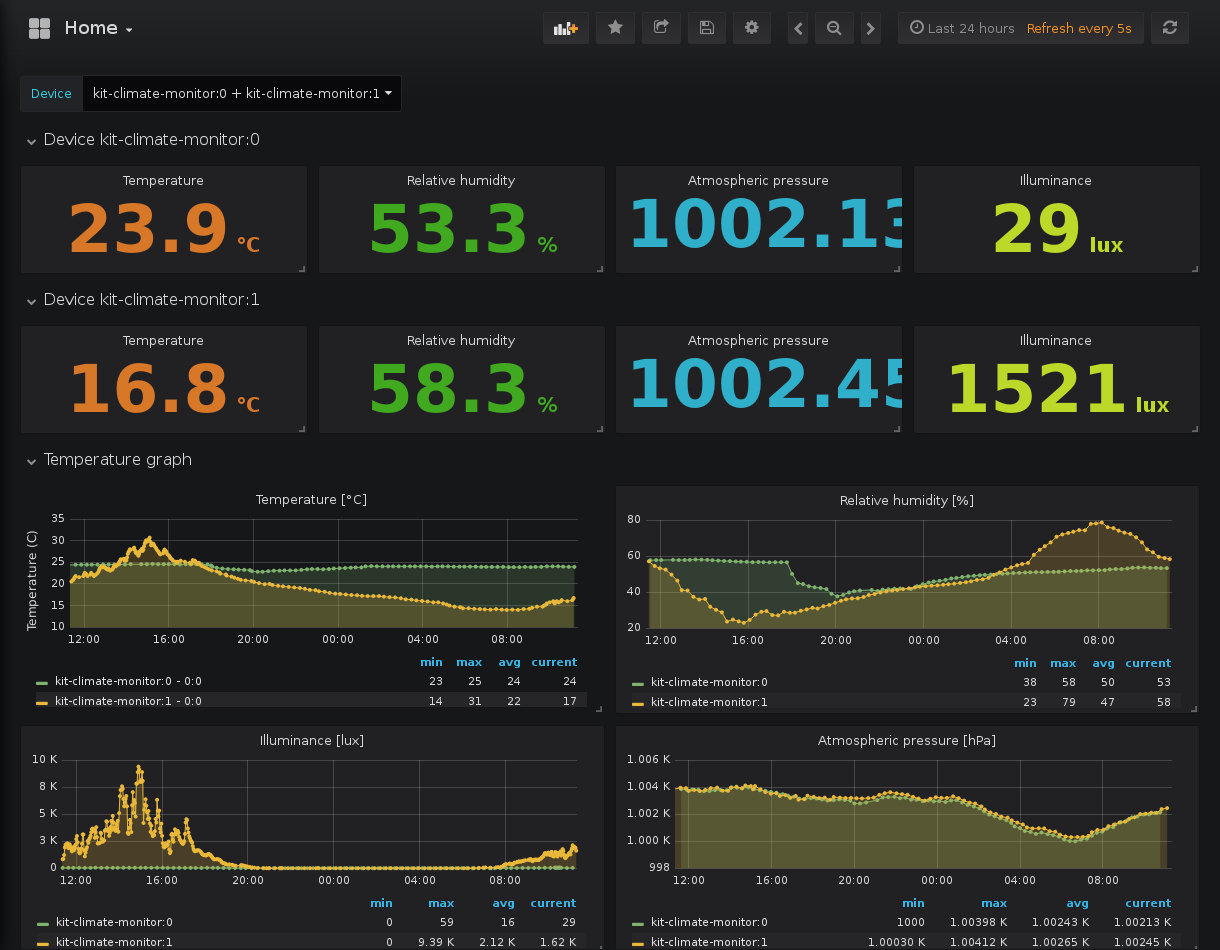 Home
Last 24 hours Refresh every 5s
Device kit-climate-monitor:0 + kit-climate-monitor:1
Device kit-climate-monitor:0
Temperature Relative humidity Atmospheric pressure Illuminance
23.9 °C 53.3 % 1002.13 29 lux
Device kit-climate-monitor:1
Temperature Relative humidity Atmospheric pressure Illuminance
16.8 °C 58.3 % 1002.45 1521 lux
Temperature graph
Temperature [°C]
Temperature (C)
35
30
25
20
15
10
12:00 16:00 20:00 00:00 04:00 08:00
min max avg current
kit-climate-monitor:0 - 0:0 23 25 24 24
kit-climate-monitor:1 - 0:0 14 31 22 17
Relative humidity [%]
80
60
40
20
12:00 16:00 20:00 00:00 04:00 08:00
min max avg current
kit-climate-monitor:0 38 58 50 53
kit-climate-monitor:1 23 79 47 58
Illuminance [lux]
10 K
8 K
5 K
3 K
0
12:00 16:00 20:00 00:00 04:00 08:00
min max avg current
kit-climate-monitor:0 0 59 16 29
kit-climate-monitor:1 0 9.39 K 2.12 K 1.62 K
Atmospheric pressure [hPa]
1.006 K
1.004 K
1.002 K
1.000 K
998
12:00 16:00 20:00 00:00 04:00 08:00
min max avg current
kit-climate-monitor:0 1000 1.00398 K 1.00243 K 1.00213 K
kit-climate-monitor:1 1.00030 K 1.00412 K 1.00265 K 1.00245 K